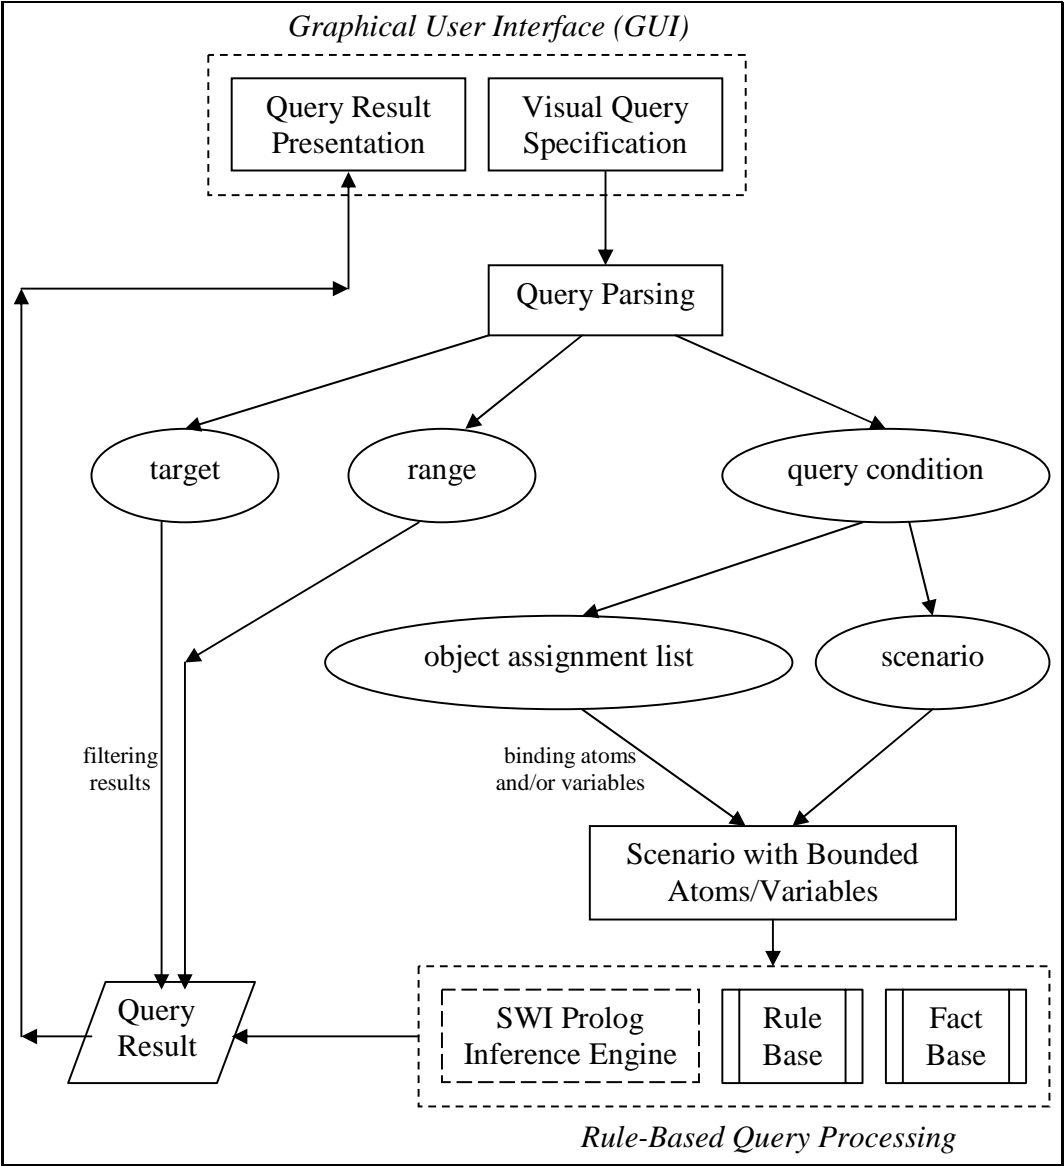 Graphical User Interface (GUI)
Query Result
Presentation
Visual Query
Specification
Query Parsing
target
range
query condition
object assignment list
scenario
filtering
results
binding atoms
and/or variables
Scenario with Bounded
Atoms/Variables
Query
Result
SWI Prolog
Inference Engine
Rule
Base
Fact
Base
Rule-Based Query Processing